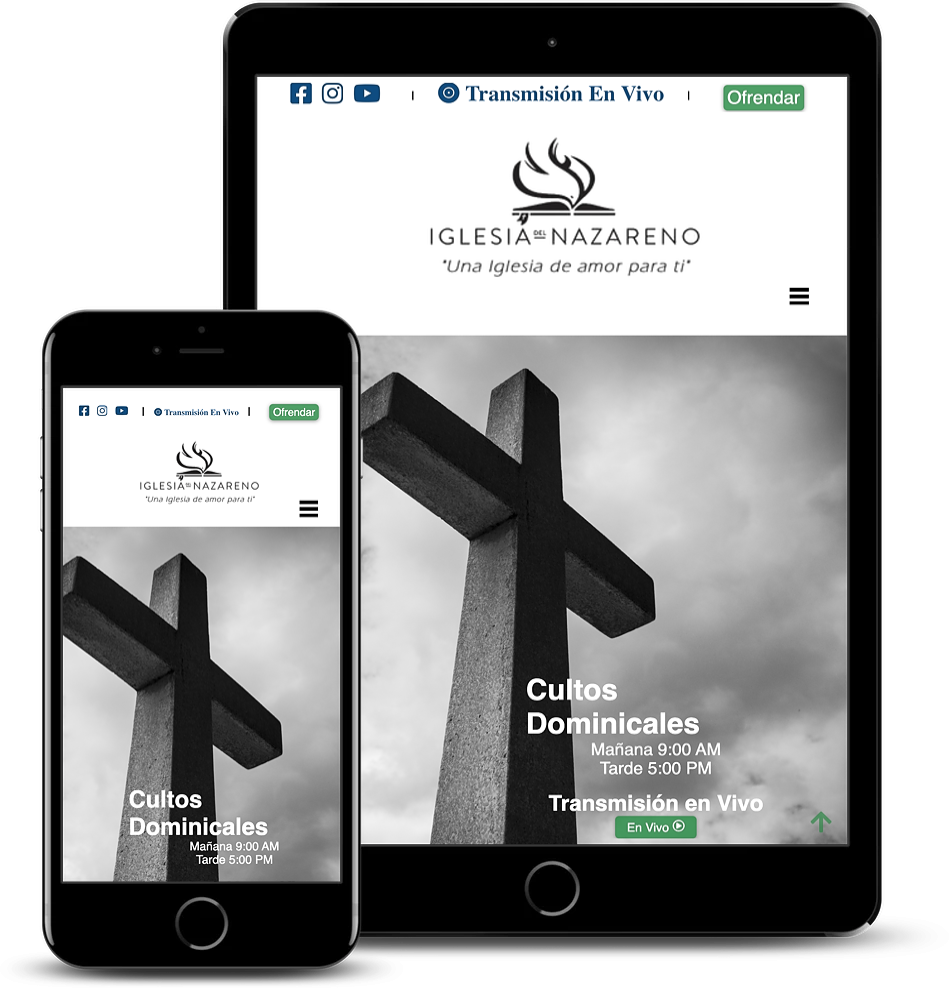 Transmisión En Vivo
Ofrendar
IGLESIA DEL NAZARENO
"Una Iglesia de amor para ti"
Cultos
Dominicales
Mañana 9:00 AM
Tarde 5:00 PM
Transmisión en Vivo
En Vivo
Transmisión En Vivo
Ofrendar
IGLESIA DEL NAZARENO
"Una Iglesia de amor para ti"
Cultos
Dominicales
Mañana 9:00 AM
Tarde 5:00 PM